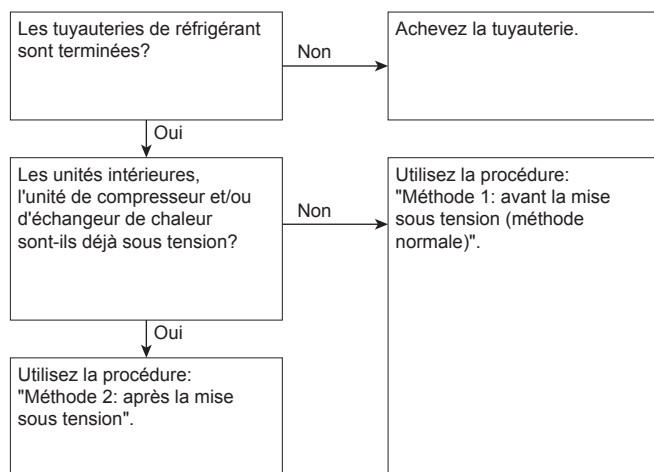 Les tuyauteries de réfrigérant
sont terminées?
Non
Achevez la tuyauterie.
Oui
Les unités intérieures,
l'unité de compresseur et/ou
d'échangeur de chaleur
sont-ils déjà sous tension?
Non
Utilisez la procédure:
"Méthode 1: avant la mise
sous tension (méthode
normale)".
Oui
Utilisez la procédure:
"Méthode 2: après la mise
sous tension".